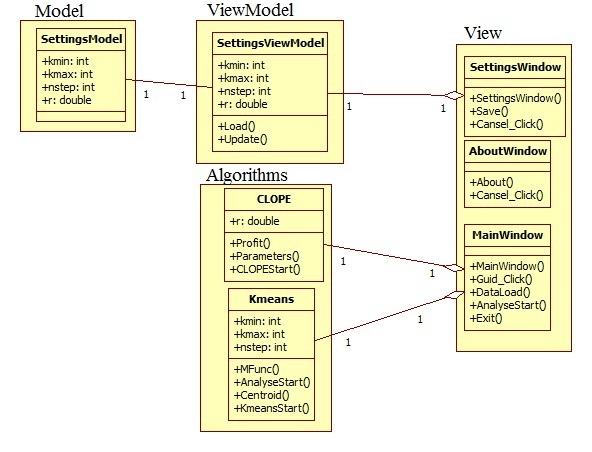 Model
SettingsModel
+kmin: int
+kmax: int
+nstep: int
+r: double
1
1
ViewModel
SettingsViewModel
+kmin: int
+kmax: int
+nstep: int
+r: double
+Load()
+Update()
1
1
View
SettingsWindow
+SettingsWindow()
+Save()
+Cansel_Click()
AboutWindow
+About()
+Cansel_Click()
MainWindow
+MainWindow()
+Guid_Click()
+DataLoad()
+AnalyseStart()
+Exit()
Algorithms
CLOPE
+r: double
+Profit()
+Parameters()
+CLOPEStart()
1
1
Kmeans
+kmin: int
+kmax: int
+nstep: int
+MFunc()
+AnalyseStart()
+Centroid()
+KmeansStart()
1
1